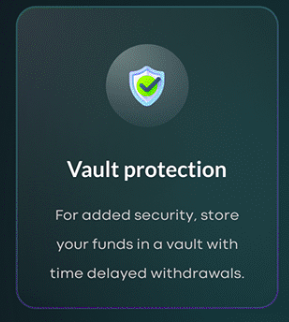 Vault protection
For added security, store
your funds in a vault with
time delayed withdrawals.